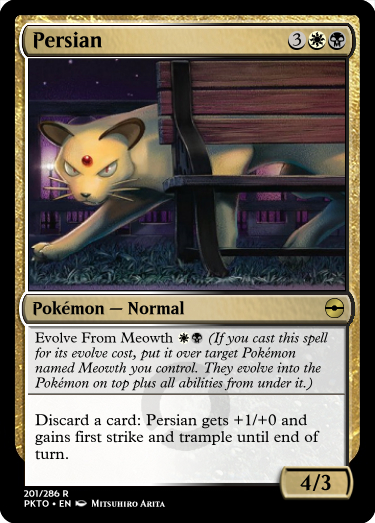 Persian 3
Pokémon — Normal
Evolve From Meowth (If you cast this spell
for its evolve cost, put it over target Pokémon
named Meowth you control. They evolve into the
Pokémon on top plus all abilities from under it.)
Discard a card: Persian gets +1/+0 and
gains first strike and trample until end of
turn.
4/3
201/286 R
PKTO • EN Mitsuhiro Arita